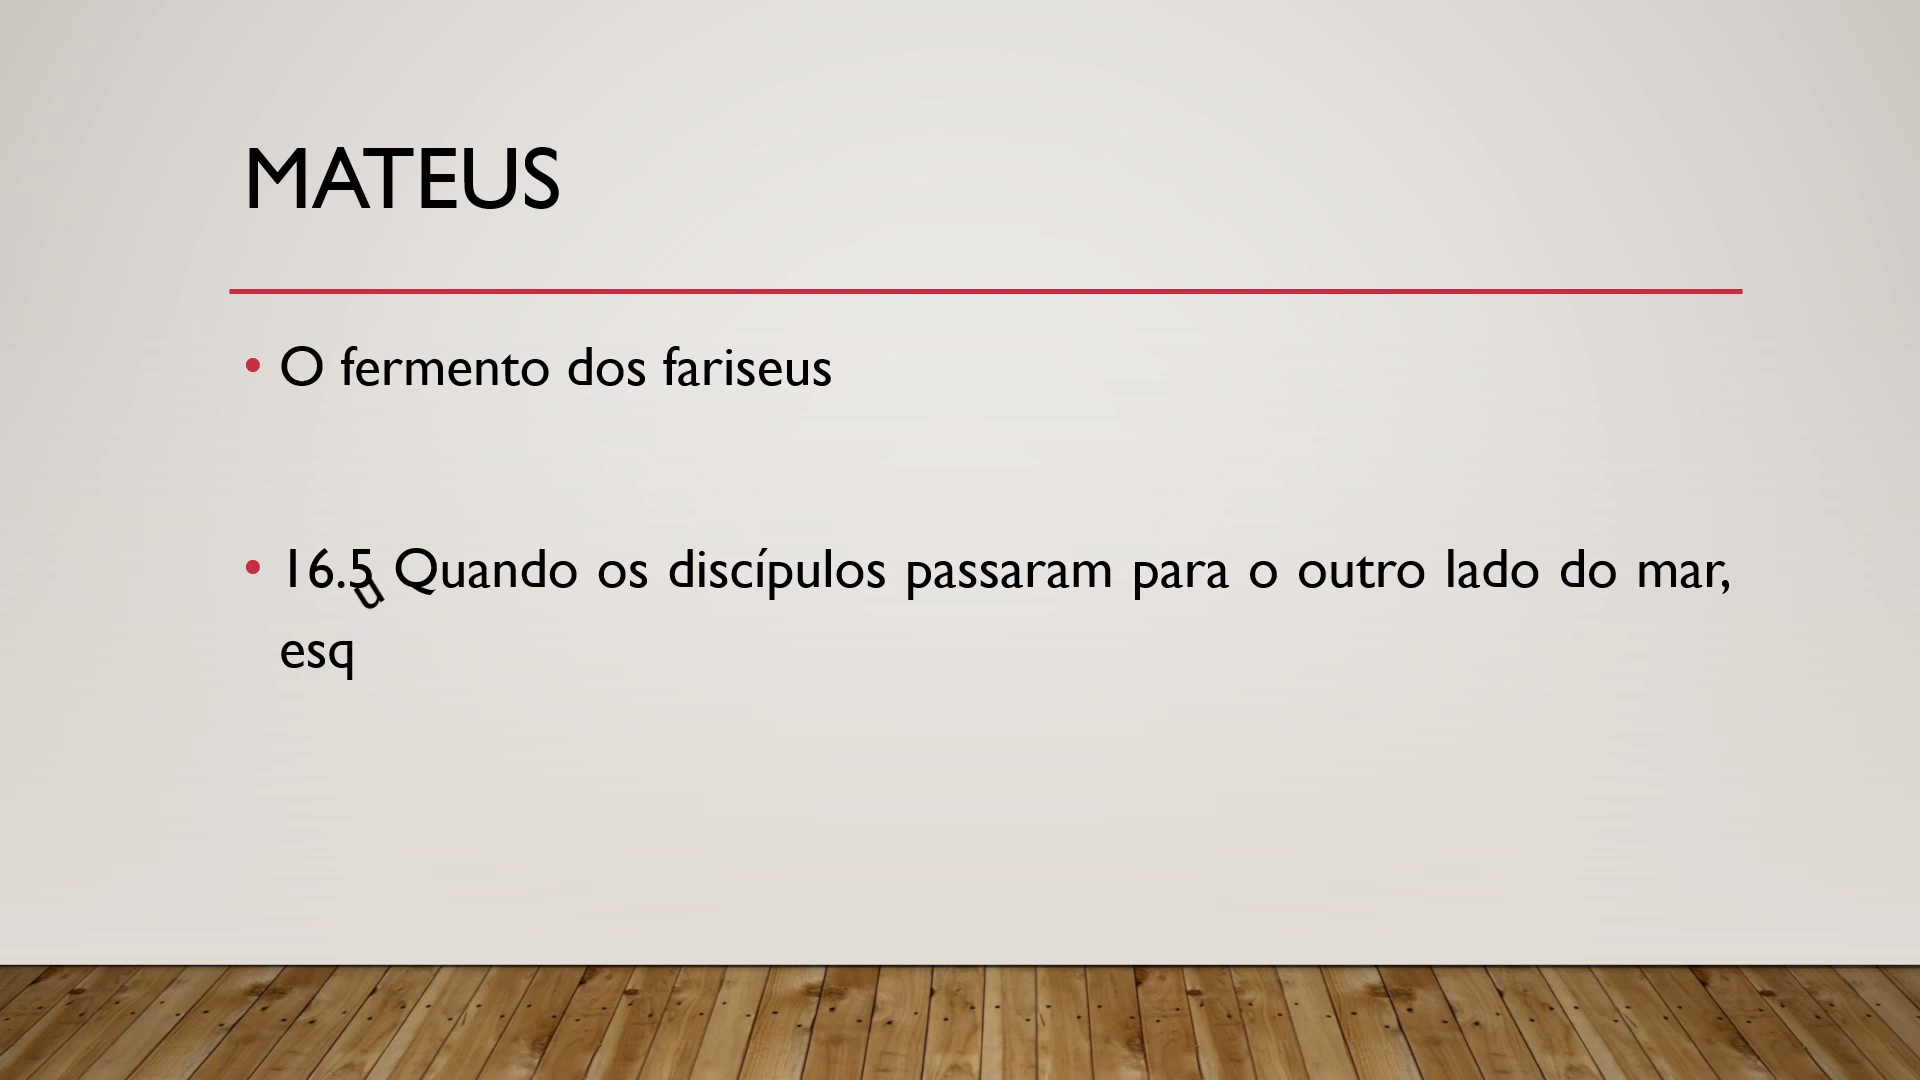 MATEUS
• O fermento dos fariseus
• 16.5 Quando os discípulos passaram para o outro lado do mar,
esq
u